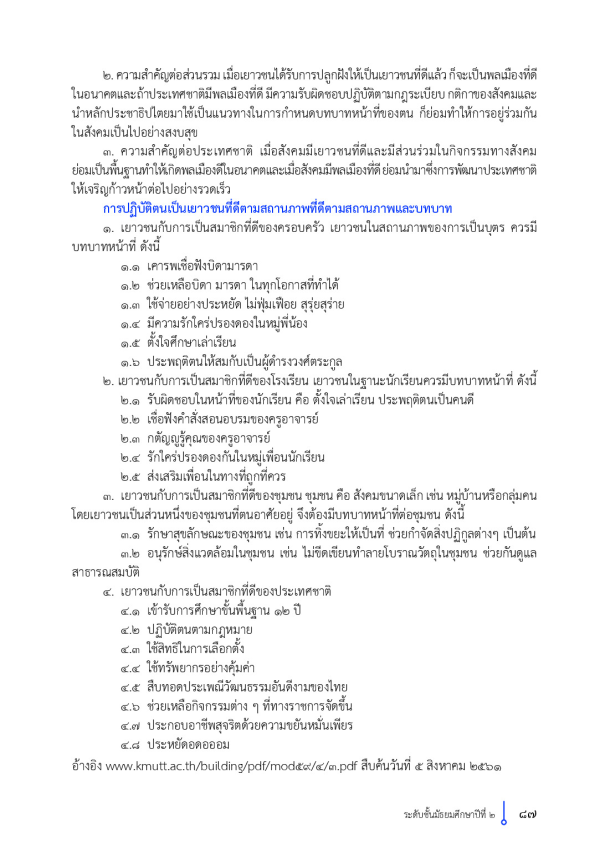 ๒. ความสำคัญต่อส่วนรวม เมื่อเยาวชนได้รับการปลูกฝังให้เป็นเยาวชนที่ดีแล้ว ก็จะเป็นพลเมืองที่ดี
ในอนาคตและถ้าประเทศชาติมีพลเมืองที่ดี มีความรับผิดชอบปฏิบัติตามกฎระเบียบ กติกาของสังคมและ
นำหลักประชาธิปไตยมาใช้เป็นแนวทางในการกำหนดบทบาทหน้าที่ของตน ก็ย่อมทำให้การอยู่ร่วมกัน
ในสังคมเป็นไปอย่างสงบสุข
๓. ความสำคัญต่อประเทศชาติ เมื่อสังคมมีเยาวชนที่ดีและมีส่วนร่วมในกิจกรรมทางสังคม
ย่อมเป็นพื้นฐานทำให้เกิดพลเมืองดีในอนาคตและเมื่อสังคมมีพลเมืองที่ดี ย่อมนำมาซึ่งการพัฒนาประเทศชาติ
ให้เจริญก้าวหน้าต่อไปอย่างรวดเร็ว
การปฏิบัติตนเป็นเยาวชนที่ดีตามสถานภาพที่ดีตามสถานภาพและบทบาท
๑. เยาวชนกับการเป็นสมาชิกที่ดีของครอบครัว เยาวชนในสถานภาพของการเป็นบุตร ควรมี
บทบาทหน้าที่ ดังนี้
๑.๑ เคารพเชื่อฟังบิดามารดา
๑.๒ ช่วยเหลือบิดา มารดา ในทุกโอกาสที่ทำได้
๑.๓ ใช้จ่ายอย่างประหยัด ไม่ฟุ่มเฟือย สุรุ่ยสุร่าย
๑.๔ มีความรักใคร่ปรองดองในหมู่พี่น้อง
๑.๕ ตั้งใจศึกษาเล่าเรียน
๑.๖ ประพฤติตนให้สมกับเป็นผู้ดำรงวงศ์ตระกูล
๒. เยาวชนกับการเป็นสมาชิกที่ดีของโรงเรียน เยาวชนในฐานะนักเรียนควรมีบทบาทหน้าที่ ดังนี้
๒.๑ รับผิดชอบในหน้าที่ของนักเรียน คือ ตั้งใจเล่าเรียน ประพฤติตนเป็นคนดี
๒.๒ เชื่อฟังคำสั่งสอนอบรมของครูอาจารย์
๒.๓ กตัญญูรู้คุณของครูอาจารย์
๒.๔ รักใคร่ปรองดองกันในหมู่เพื่อนนักเรียน
๒.๕ ส่งเสริมเพื่อนในทางที่ถูกที่ควร
๓. เยาวชนกับการเป็นสมาชิกที่ดีของชุมชน ชุมชน คือ สังคมขนาดเล็ก เช่น หมู่บ้านหรือกลุ่มคน
โดยเยาวชนเป็นส่วนหนึ่งของชุมชนที่ตนอาศัยอยู่ จึงต้องมีบทบาทหน้าที่ต่อชุมชน ดังนี้
๓.๑ รักษาสุขลักษณะของชุมชน เช่น การทิ้งขยะให้เป็นที่ ช่วยกำจัดสิ่งปฏิกูลต่างๆ เป็นต้น
๓.๒ อนุรักษ์สิ่งแวดล้อมในชุมชน เช่น ไม่ขีดเขียนทำลายโบราณวัตถุในชุมชน ช่วยกันดูแล
สาธารณสมบัติ
๔. เยาวชนกับการเป็นสมาชิกที่ดีของประเทศชาติ
๔.๑ เข้ารับการศึกษาขั้นพื้นฐาน ๑๒ ปี
๔.๒ ปฏิบัติตนตามกฎหมาย
๔.๓ ใช้สิทธิในการเลือกตั้ง
๔.๔ ใช้ทรัพยากรอย่างคุ้มค่า
๔.๕ สืบทอดประเพณีวัฒนธรรมอันดีงามของไทย
๔.๖ ช่วยเหลือกิจกรรมต่าง ๆ ที่ทางราชการจัดขึ้น
๔.๗ ประกอบอาชีพสุจริตด้วยความขยันหมั่นเพียร
๔.๘ ประหยัดอดอออม
อ้างอิง www.kmutt.ac.th/building/pdf/mod๕๙/๔/๓.pdf สืบค้นวันที่ ๕ สิงหาคม ๒๕๖๑
ระดับชั้นมัธยมศึกษาปีที่ ๒ ๘๗